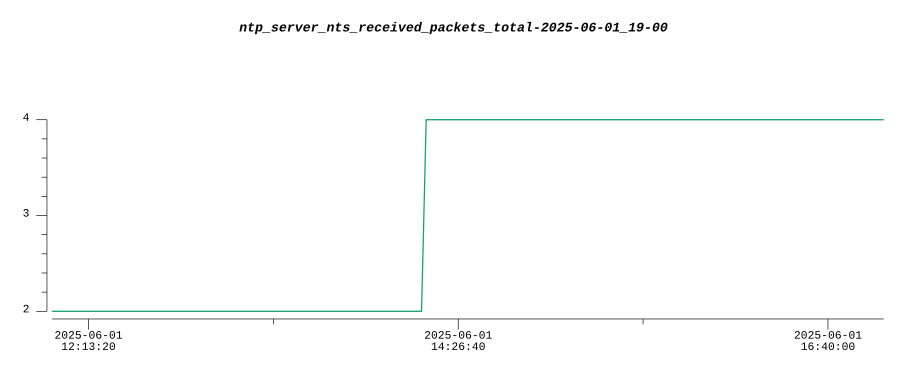 ntp_server_nts_received_packets_total-2025-06-01_19-00
4
3
2
2025-06-01 2025-06-01 2025-06-01
12:13:20 14:26:40 16:40:00